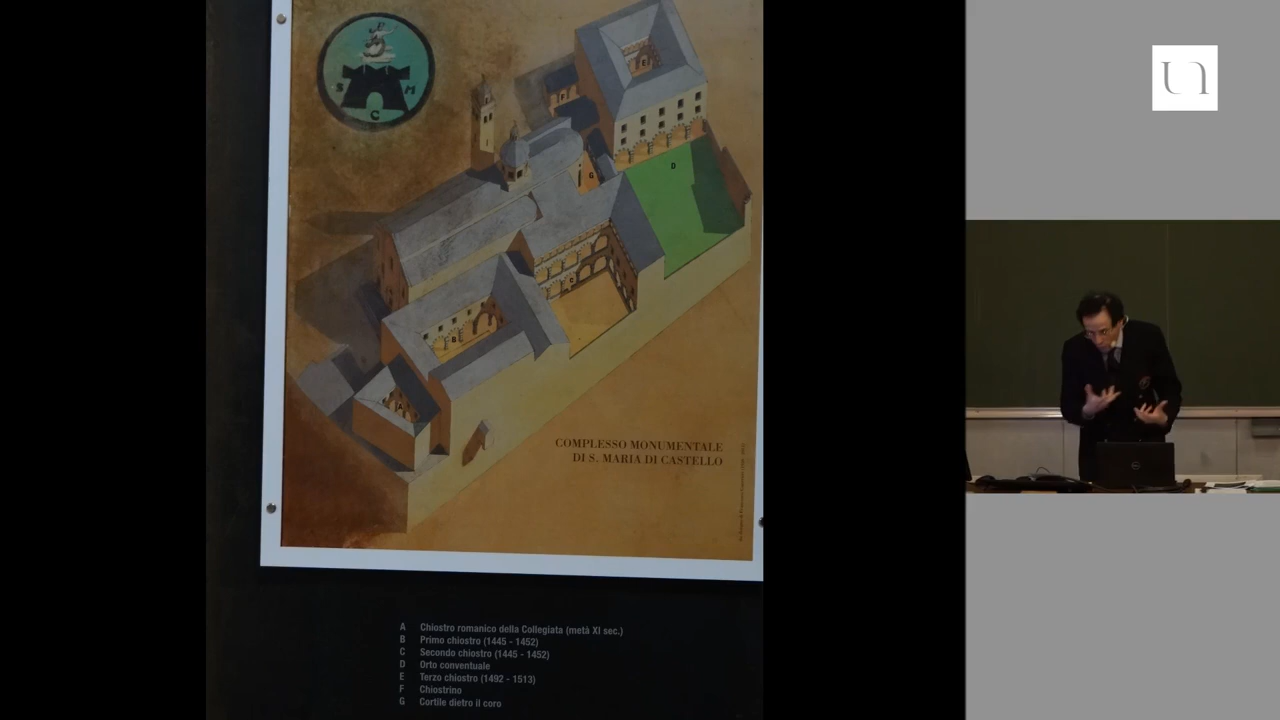 S M
C
E
F
G
D
C
B
A
COMPLESSO MONUMENTALE
DI S. MARIA DI CASTELLO
A Chiostro romanico della Collegiata (metà XI sec.)
B Primo chiostro (1445 - 1452)
C Secondo chiostro (1445 - 1452)
D Orto conventuale
E Terzo chiostro (1492 - 1513)
F Chiostrino
G Cortile dietro il coro